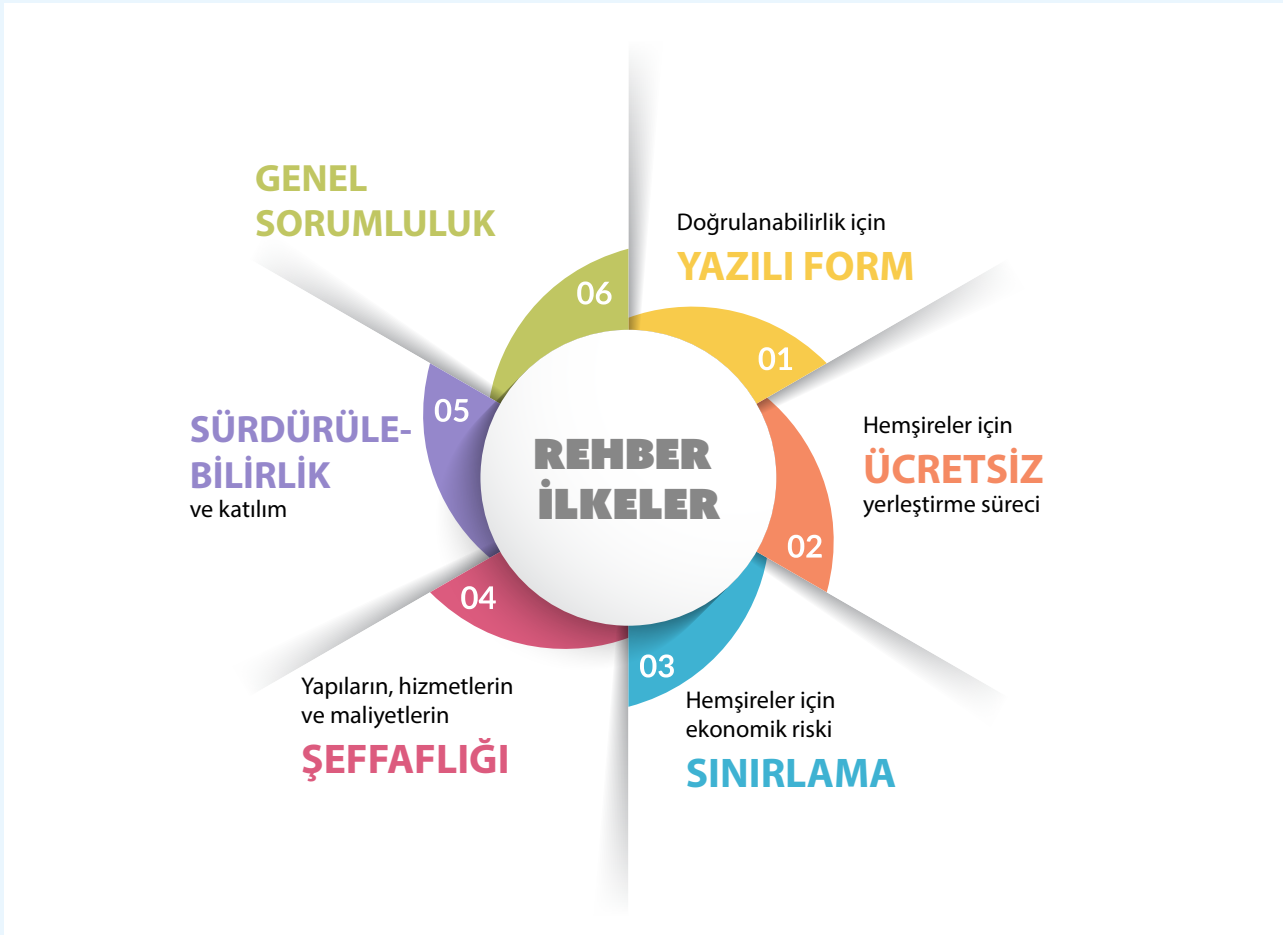 REHBER
İLKELER
01
Doğrulanabilirlik için
YAZILI FORM
02
Hemşireler için
ÜCRETSİZ
yerleştirme süreci
03
Hemşireler için
ekonomik riski
SINIRLAMA
04
Yapıların, hizmetlerin
ve maliyetlerin
ŞEFFAFLIĞI
05
SÜRDÜRÜLE-
BİLİRLİK
ve katılım
06
GENEL
SORUMLULUK